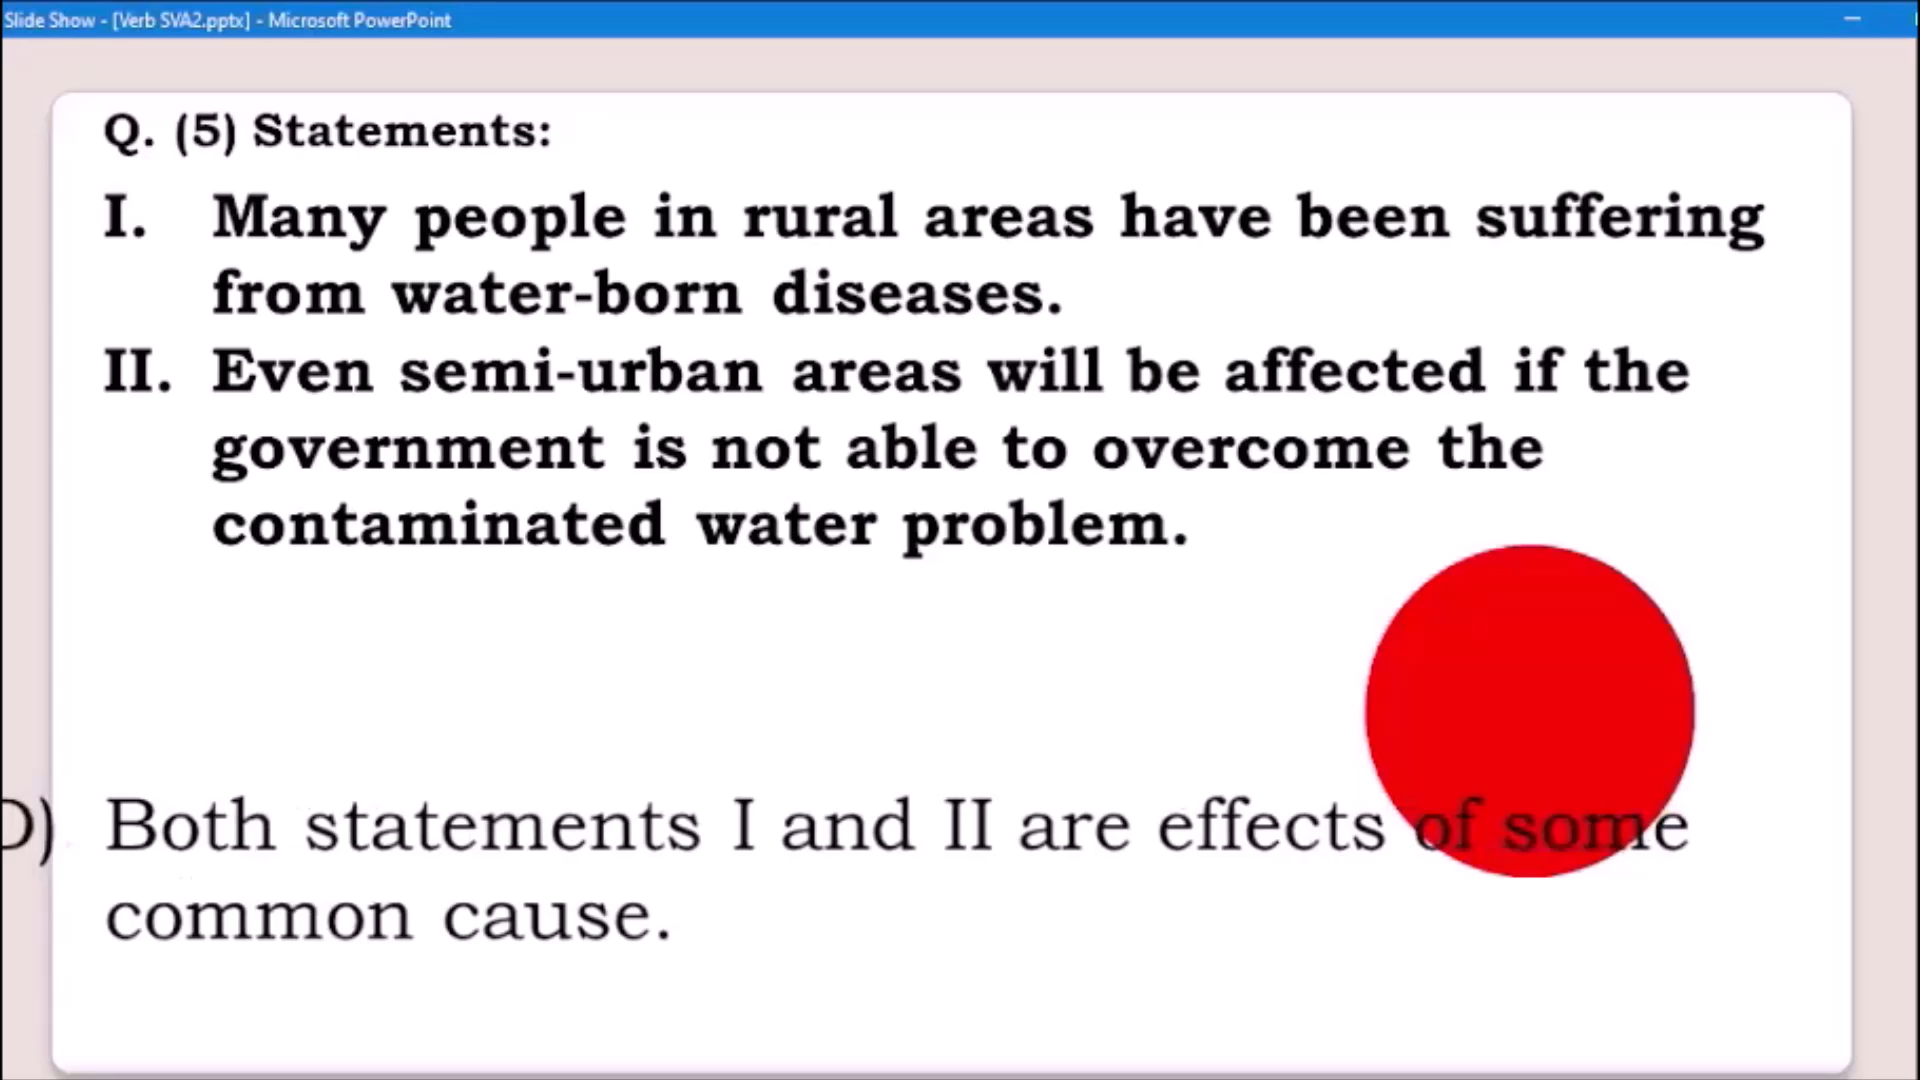 Slide Show - [Verb SVA2.pptx] - Microsoft PowerPoint
Q. (5) Statements:
I. Many people in rural areas have been suffering
from water-born diseases.
II. Even semi-urban areas will be affected if the
government is not able to overcome the
contaminated water problem.
D) Both statements I and II are effects of some
common cause.